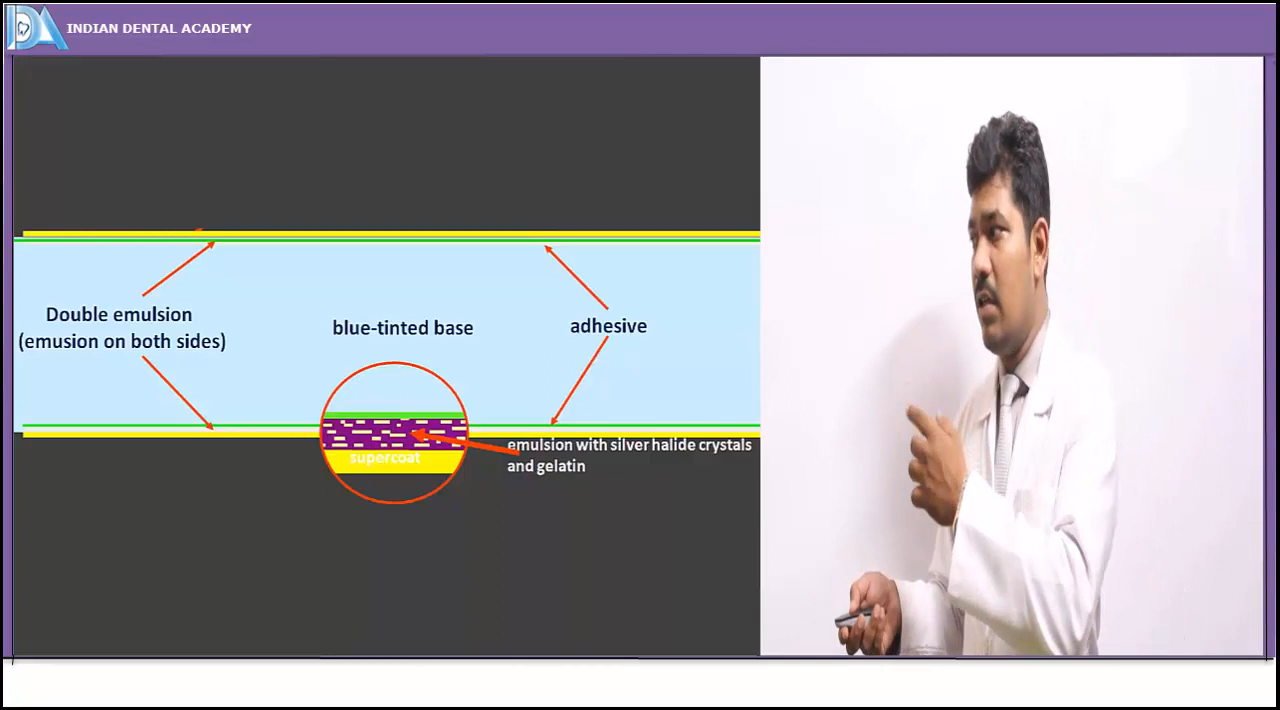 IDA INDIAN DENTAL ACADEMY
Double emulsion
(emusion on both sides)
blue-tinted base
adhesive
supercoat
emulsion with silver halide crystals
and gelatin